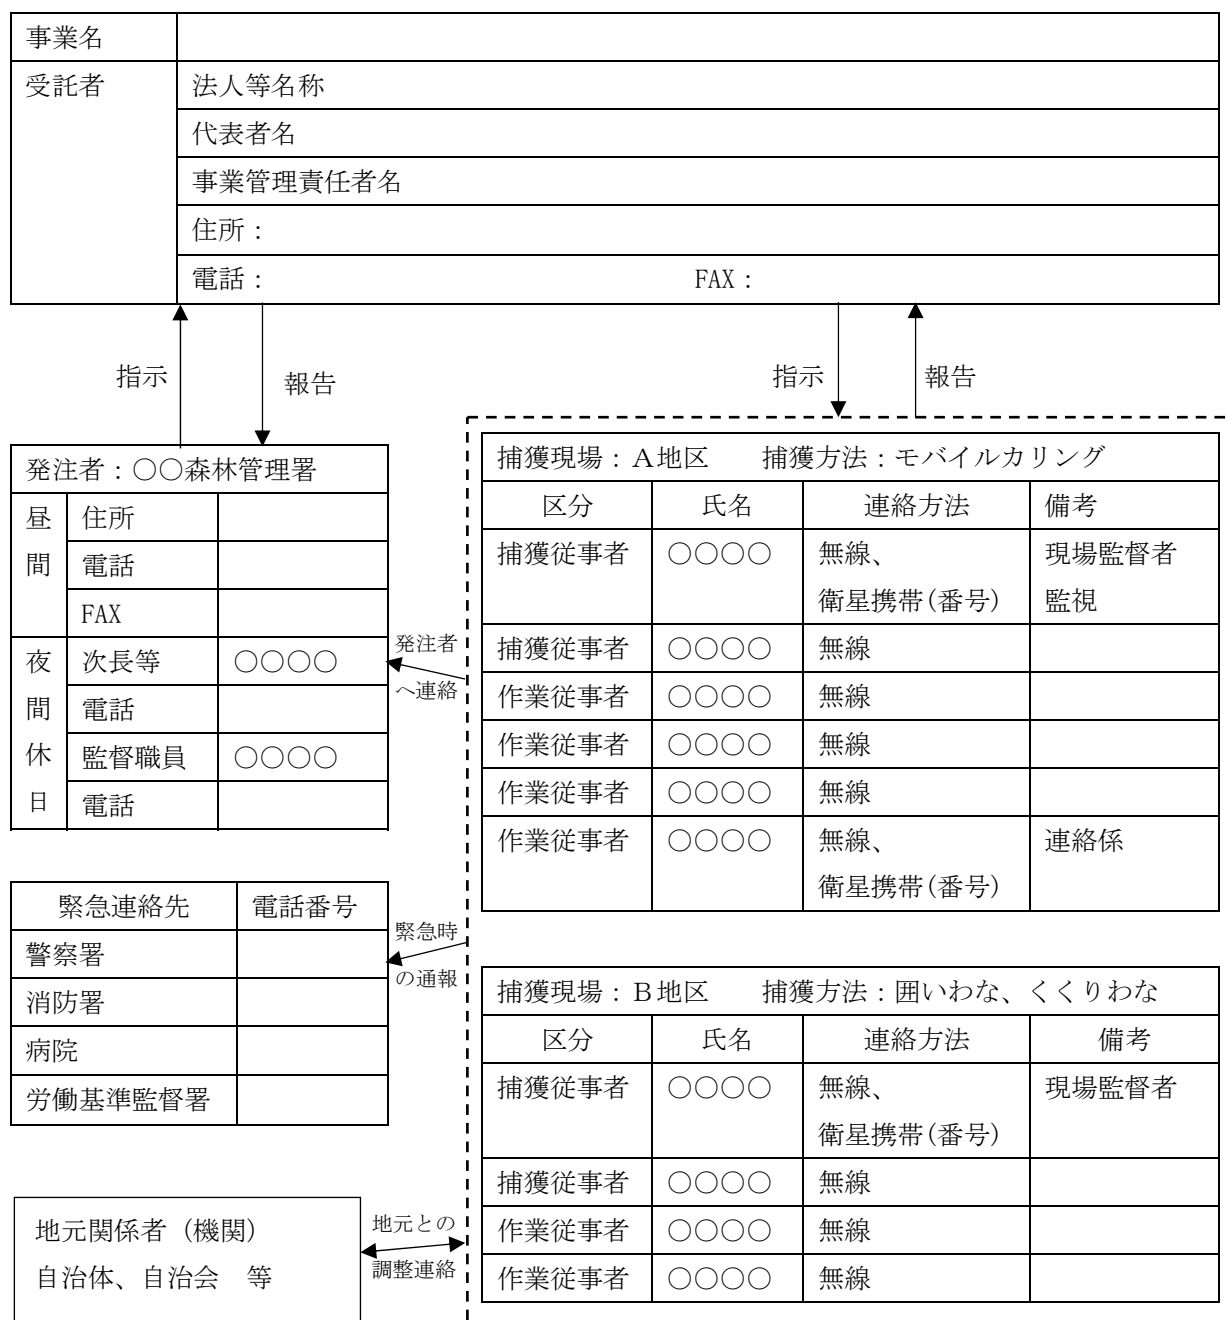 事業名
受託者
法人等名称
代表者名
事業管理責任者名
住所：
電話： FAX：
指示
報告
指示
報告
発注者：○○森林管理署
昼間
住所
電話
FAX
夜間休日
次長等 ○○○○
電話
監督職員 ○○○○
電話
発注者
へ連絡
緊急連絡先 電話番号
警察署
消防署
病院
労働基準監督署
緊急時
の通報
地元関係者（機関）
自治体、自治会　等
地元との
調整連絡
捕獲現場：Ａ地区　捕獲方法：モバイルカリング
区分 氏名 連絡方法 備考
捕獲従事者 ○○○○ 無線、 現場監督者
衛星携帯(番号) 監視
捕獲従事者 ○○○○ 無線
作業従事者 ○○○○ 無線
作業従事者 ○○○○ 無線
作業従事者 ○○○○ 無線
作業従事者 ○○○○ 無線、 連絡係
衛星携帯(番号)
捕獲現場：Ｂ地区　捕獲方法：囲いわな、くくりわな
区分 氏名 連絡方法 備考
捕獲従事者 ○○○○ 無線、 現場監督者
衛星携帯(番号)
捕獲従事者 ○○○○ 無線
作業従事者 ○○○○ 無線
作業従事者 ○○○○ 無線